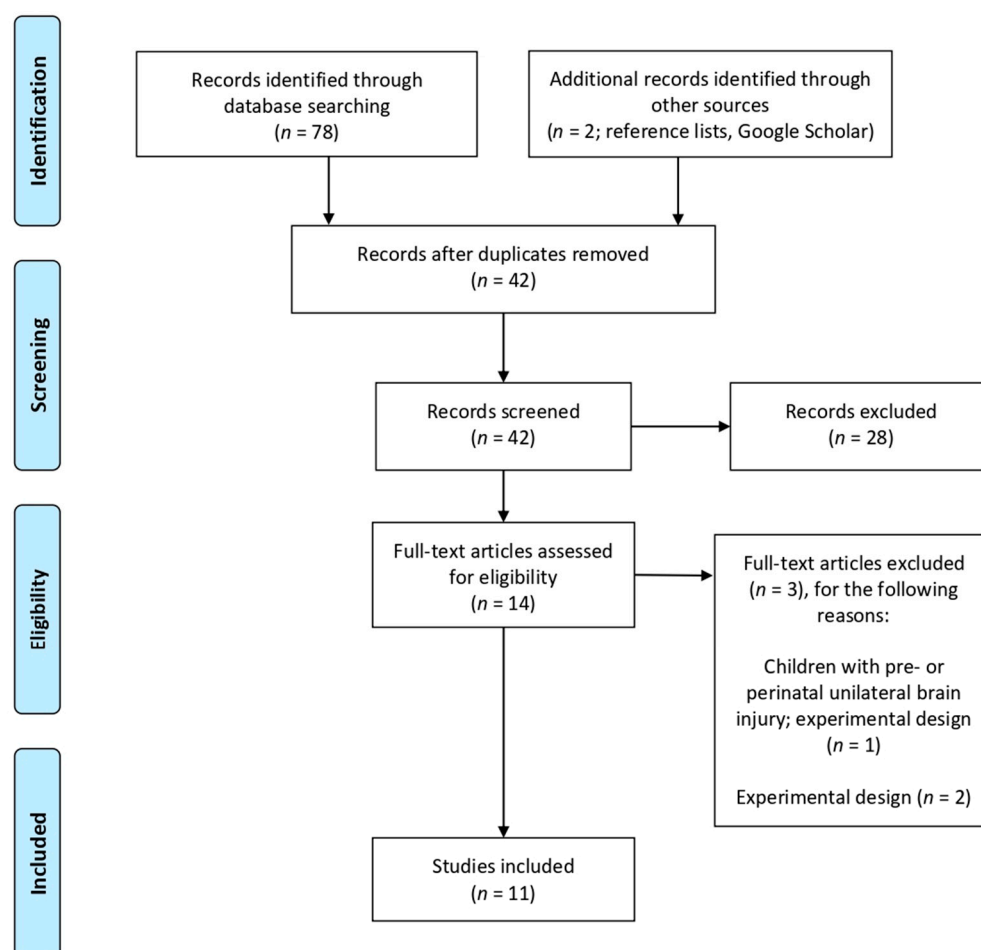 Identification
Records identified through
database searching
(n = 78)
Additional records identified through
other sources
(n = 2; reference lists, Google Scholar)
Records after duplicates removed
(n = 42)
Screening
Records screened
(n = 42)
Records excluded
(n = 28)
Eligibility
Full-text articles assessed
for eligibility
(n = 14)
Full-text articles excluded
(n = 3), for the following
reasons:
Children with pre- or
perinatal unilateral brain
injury; experimental design
(n = 1)
Experimental design (n = 2)
Included
Studies included
(n = 11)